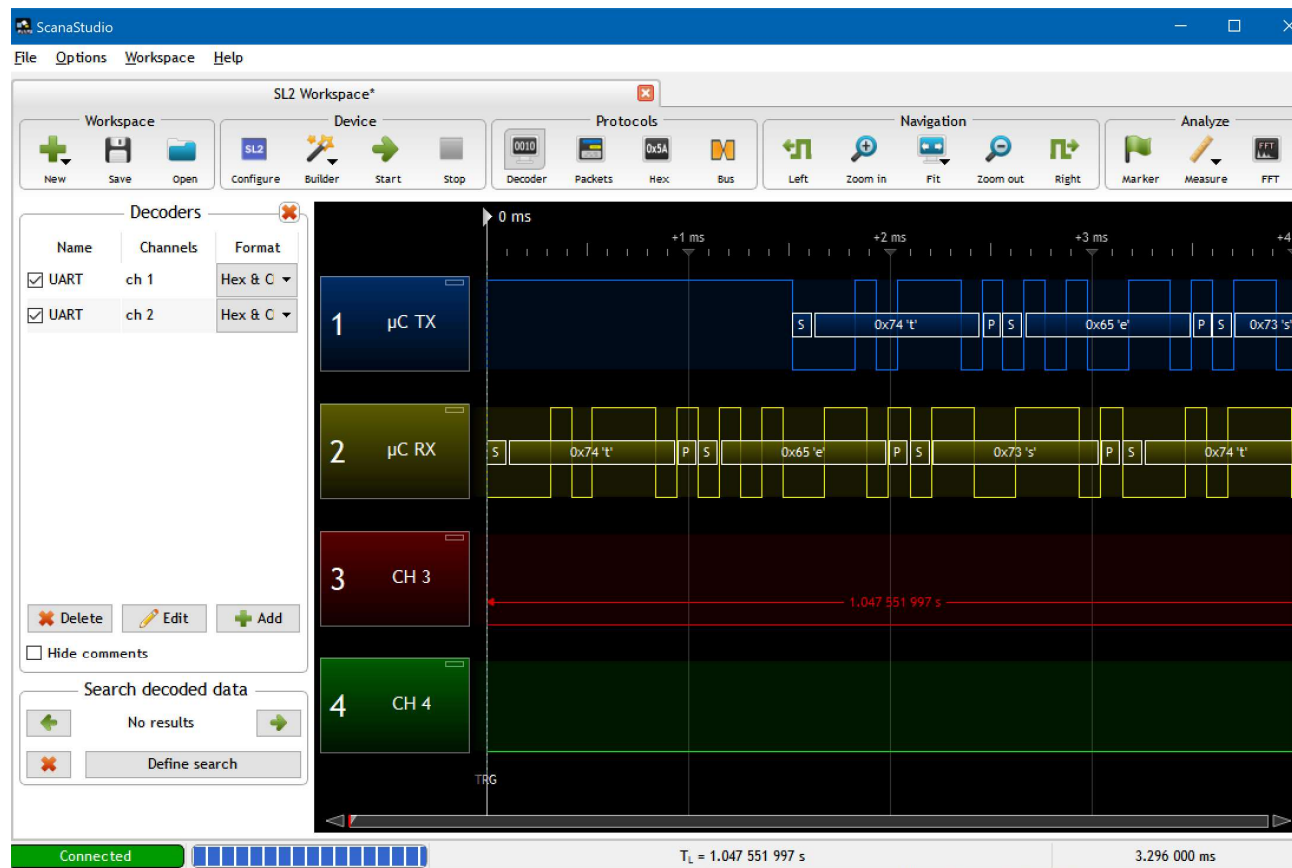 ScanaStudio
File Options Workspace Help
SL2 Workspace*
Workspace Device Protocols Navigation Analyze
SL2 0010 0x5A FFT
New Save Open Configure Builder Start Stop Decoder Packets Hex Bus Left Zoom in Fit Zoom out Right Marker Measure FFT
Decoders
Name Channels Format
UART ch 1 Hex & C
UART ch 2 Hex & C
Delete Edit Add
Hide comments
Search decoded data
No results
Define search
0 ms
+1 ms +2 ms +3 ms +4
1 µC TX
S 0x74 't' P S 0x65 'e' P S 0x73 's'
2 µC RX
S 0x74 't' P S 0x65 'e' P S 0x73 's' P S 0x74 't'
3 CH 3
1.047 551 997 s
4 CH 4
TRG
Connected TL = 1.047 551 997 s 3.296 000 ms